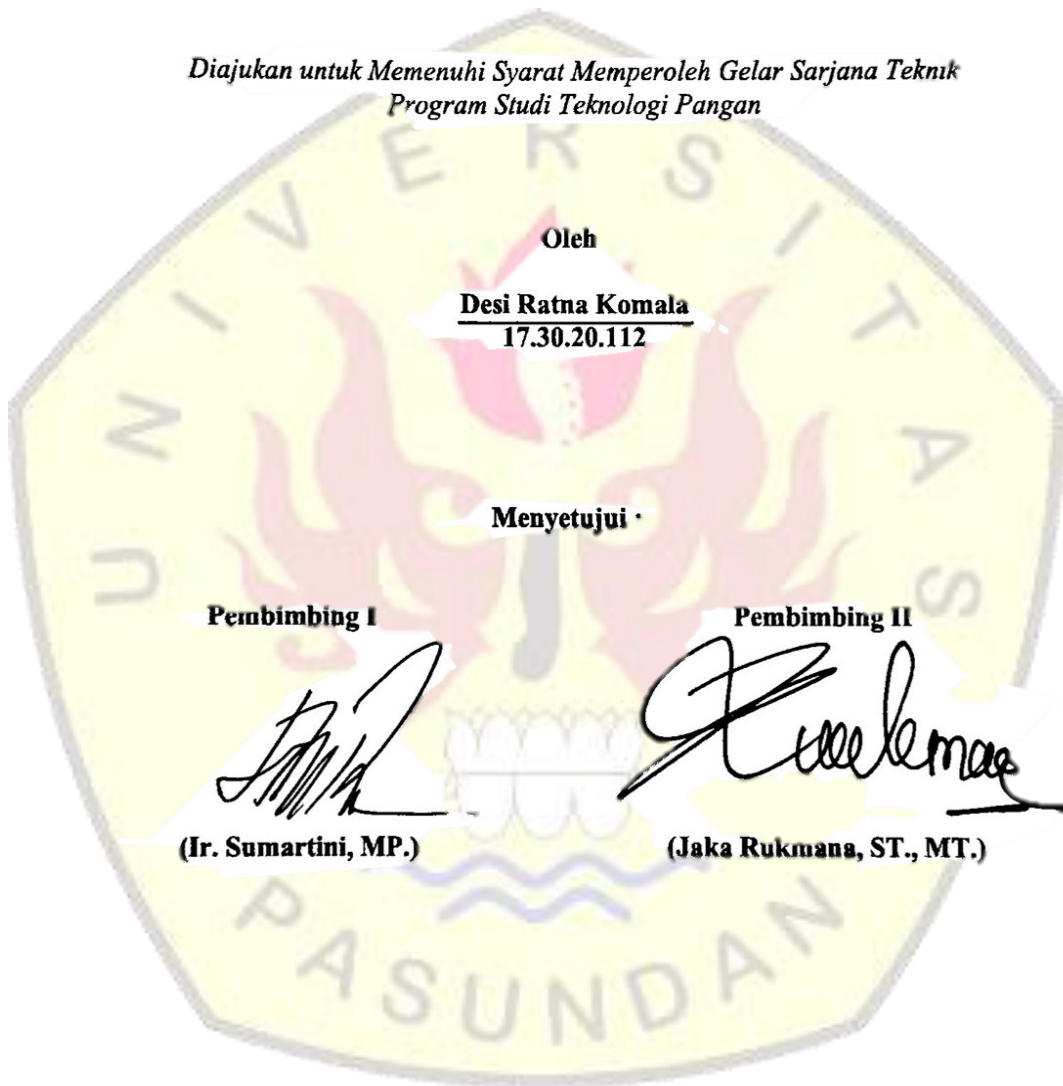 Diajukan untuk Memenuhi Syarat Memperoleh Gelar Sarjana Teknik
Program Studi Teknologi Pangan
UNIVERSITAS
Oleh
Desi Ratna Komala
17.30.20.112
Menyetujui
Pembimbing I
Pembimbing II
(Ir. Sumartini, MP.)
(Jaka Rukmana, ST., MT.)
PASUNDAN